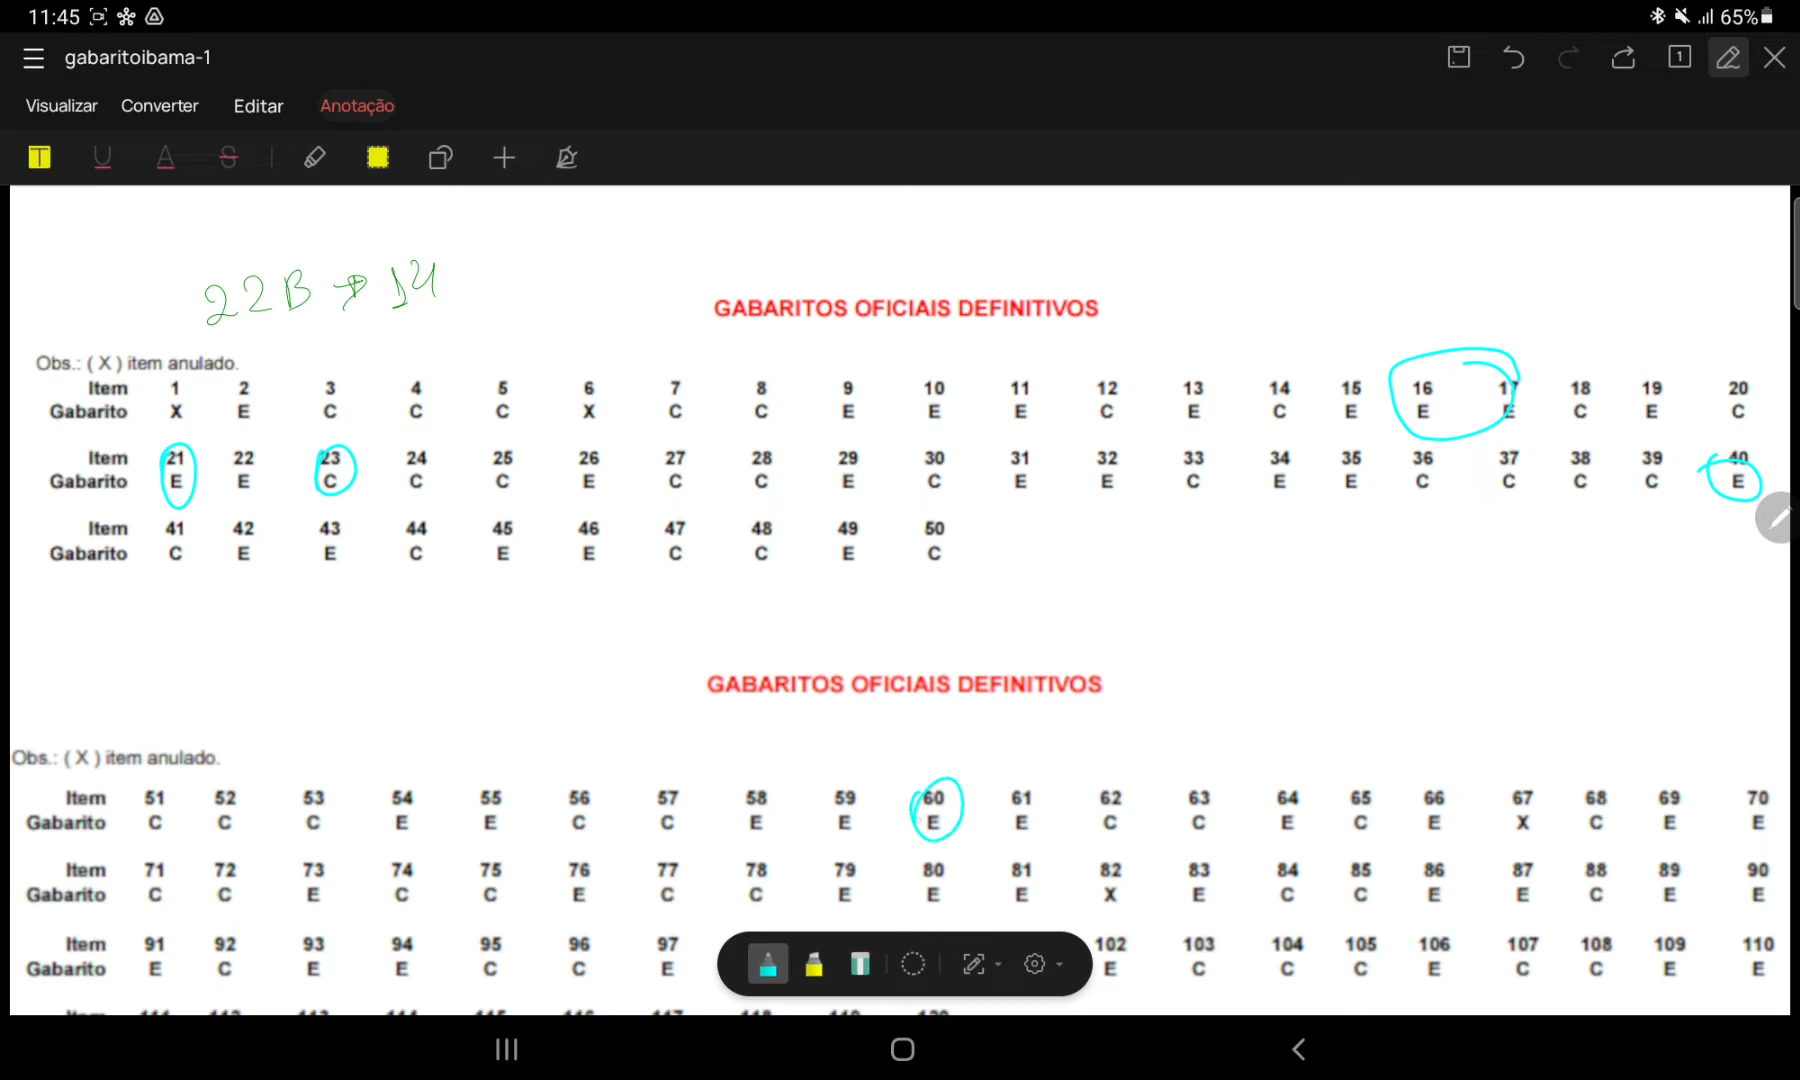 11:45 65%
gabaritoibama-1 1
Visualizar Converter Editar Anotação
T U A S
22B → 14
GABARITOS OFICIAIS DEFINITIVOS
Obs.: ( X ) item anulado.
Item 1 2 3 4 5 6 7 8 9 10 11 12 13 14 15 16 17 18 19 20
Gabarito X E C C C X C C E E E C E C E E E C E C
Item 21 22 23 24 25 26 27 28 29 30 31 32 33 34 35 36 37 38 39 40
Gabarito E E C C C E C C E C E E C E E C C C C E
Item 41 42 43 44 45 46 47 48 49 50
Gabarito C E E C E E C C E C
GABARITOS OFICIAIS DEFINITIVOS
Obs.: ( X ) item anulado.
Item 51 52 53 54 55 56 57 58 59 60 61 62 63 64 65 66 67 68 69 70
Gabarito C C C E E C C E E E E C C E C E X C E E
Item 71 72 73 74 75 76 77 78 79 80 81 82 83 84 85 86 87 88 89 90
Gabarito C C E C C E C C E E E X E C C E E C E E
Item 91 92 93 94 95 96 97 102 103 104 105 106 107 108 109 110
Gabarito E C E E C C E E C C C E C C E E